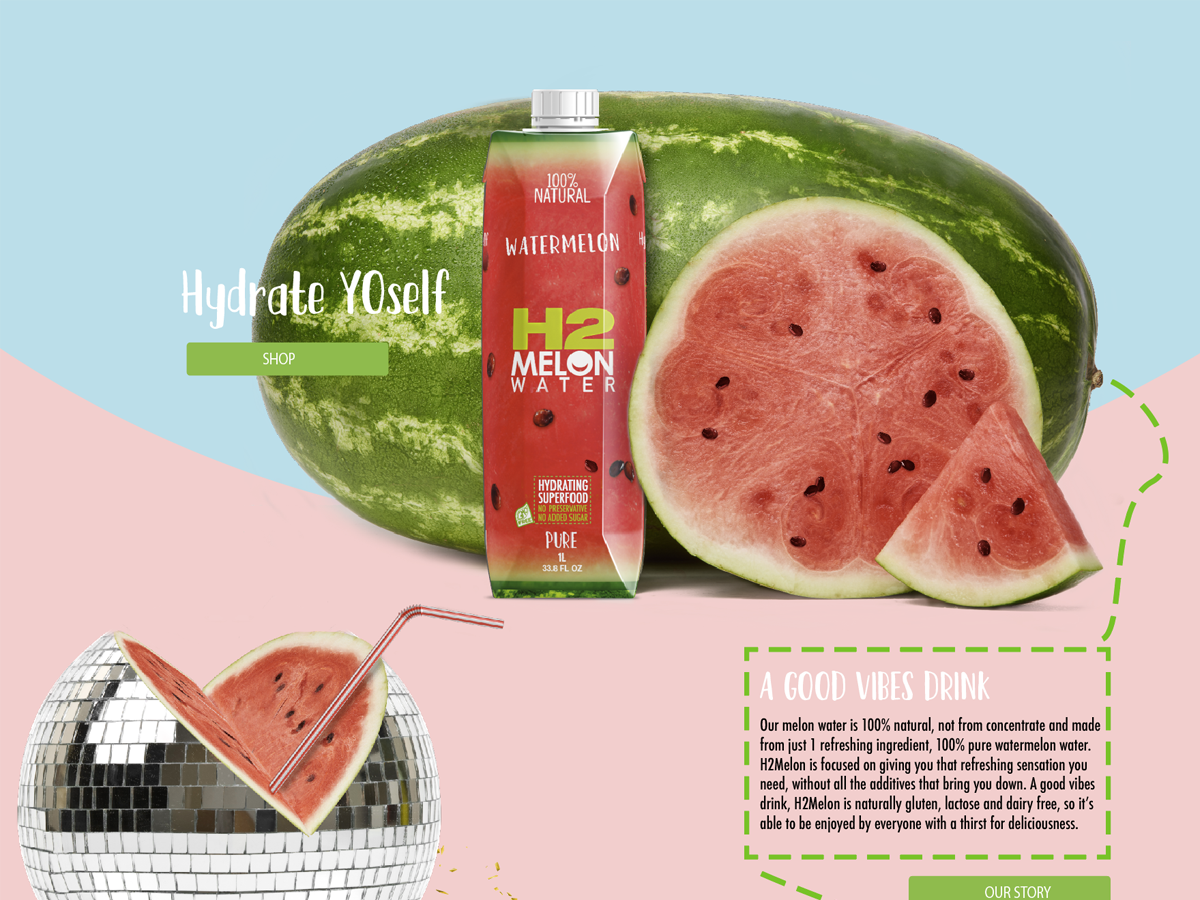 100%
NATURAL
WATERMELON
Hydrate YOself
SHOP
H2
MELON
WATER
HYDRATING
SUPERFOOD
NO PRESERVATIVE
NO ADDED SUGAR
FREE
PURE
1L
33.8 FL OZ
A GOOD VIBES DRINK
Our melon water is 100% natural, not from concentrate and made
from just 1 refreshing ingredient, 100% pure watermelon water.
H2Melon is focused on giving you that refreshing sensation you
need, without all the additives that bring you down. A good vibes
drink, H2Melon is naturally gluten, lactose and dairy free, so it's
able to be enjoyed by everyone with a thirst for deliciousness.
OUR STORY